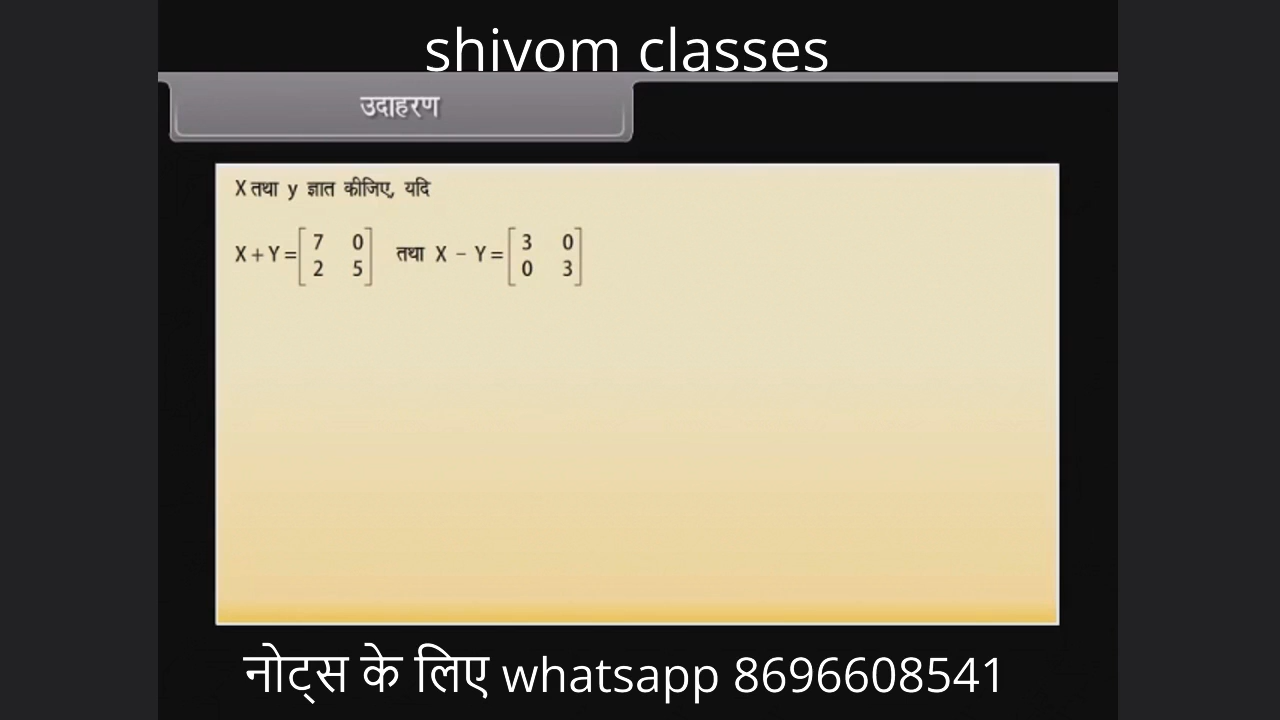 shivom classes
उदाहरण
X तथा y ज्ञात कीजिए, यदि
X + Y = [7 0 2 5] तथा X − Y = [3 0 0 3]
नोट्स के लिए whatsapp 8696608541